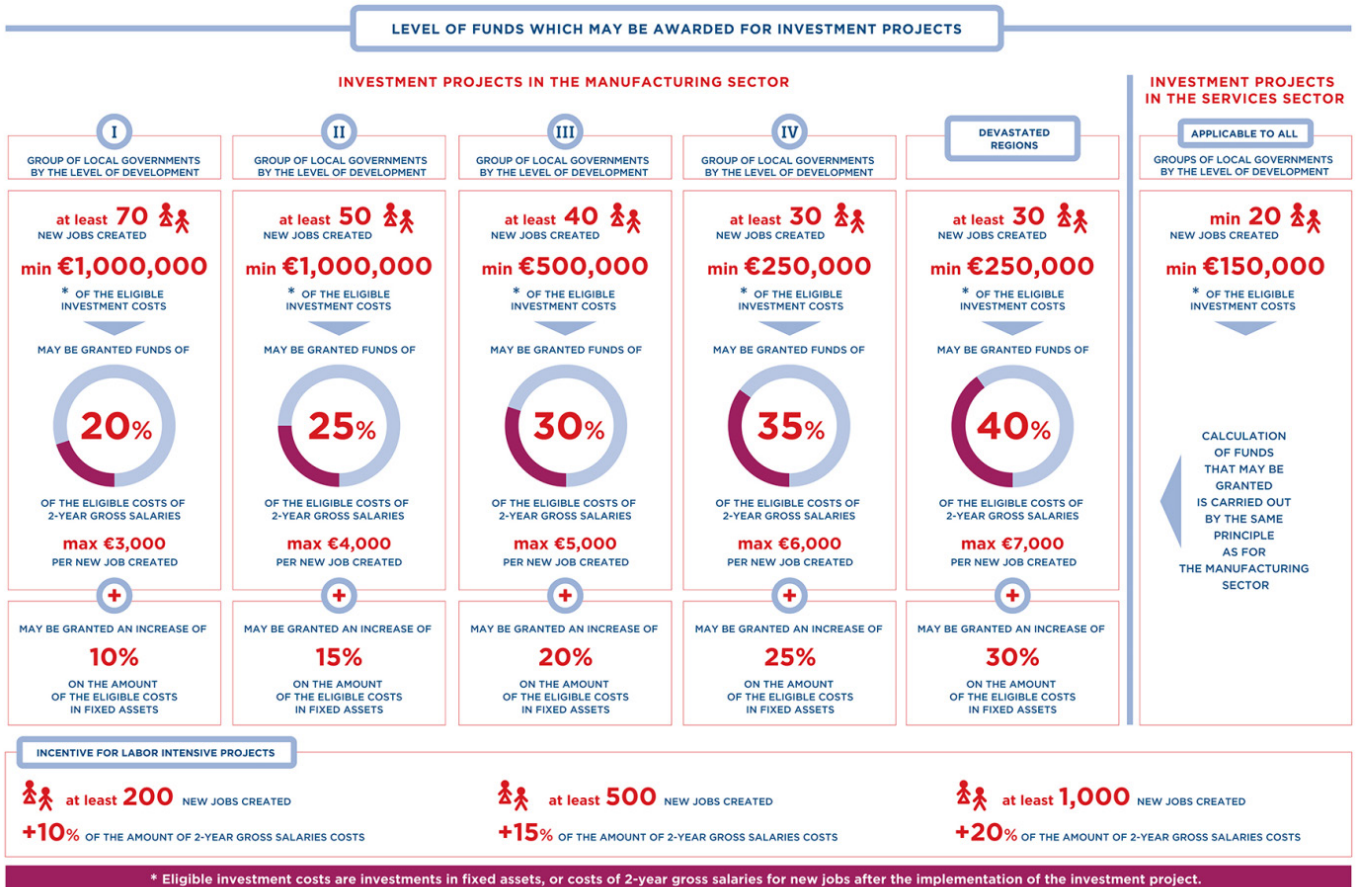 LEVEL OF FUNDS WHICH MAY BE AWARDED FOR INVESTMENT PROJECTS
INVESTMENT PROJECTS IN THE MANUFACTURING SECTOR
I
GROUP OF LOCAL GOVERNMENTS
BY THE LEVEL OF DEVELOPMENT
at least 70
NEW JOBS CREATED
min €1,000,000
* OF THE ELIGIBLE
INVESTMENT COSTS
MAY BE GRANTED FUNDS OF
20%
OF THE ELIGIBLE COSTS OF
2-YEAR GROSS SALARIES
max €3,000
PER NEW JOB CREATED
+
MAY BE GRANTED AN INCREASE OF
10%
ON THE AMOUNT
OF THE ELIGIBLE COSTS
IN FIXED ASSETS
II
GROUP OF LOCAL GOVERNMENTS
BY THE LEVEL OF DEVELOPMENT
at least 50
NEW JOBS CREATED
min €1,000,000
* OF THE ELIGIBLE
INVESTMENT COSTS
MAY BE GRANTED FUNDS OF
25%
OF THE ELIGIBLE COSTS OF
2-YEAR GROSS SALARIES
max €4,000
PER NEW JOB CREATED
+
MAY BE GRANTED AN INCREASE OF
15%
ON THE AMOUNT
OF THE ELIGIBLE COSTS
IN FIXED ASSETS
III
GROUP OF LOCAL GOVERNMENTS
BY THE LEVEL OF DEVELOPMENT
at least 40
NEW JOBS CREATED
min €500,000
* OF THE ELIGIBLE
INVESTMENT COSTS
MAY BE GRANTED FUNDS OF
30%
OF THE ELIGIBLE COSTS OF
2-YEAR GROSS SALARIES
max €5,000
PER NEW JOB CREATED
+
MAY BE GRANTED AN INCREASE OF
20%
ON THE AMOUNT
OF THE ELIGIBLE COSTS
IN FIXED ASSETS
IV
GROUP OF LOCAL GOVERNMENTS
BY THE LEVEL OF DEVELOPMENT
at least 30
NEW JOBS CREATED
min €250,000
* OF THE ELIGIBLE
INVESTMENT COSTS
MAY BE GRANTED FUNDS OF
35%
OF THE ELIGIBLE COSTS OF
2-YEAR GROSS SALARIES
max €6,000
PER NEW JOB CREATED
+
MAY BE GRANTED AN INCREASE OF
25%
ON THE AMOUNT
OF THE ELIGIBLE COSTS
IN FIXED ASSETS
DEVASTATED
REGIONS
at least 30
NEW JOBS CREATED
min €250,000
* OF THE ELIGIBLE
INVESTMENT COSTS
MAY BE GRANTED FUNDS OF
40%
OF THE ELIGIBLE COSTS OF
2-YEAR GROSS SALARIES
max €7,000
PER NEW JOB CREATED
+
MAY BE GRANTED AN INCREASE OF
30%
ON THE AMOUNT
OF THE ELIGIBLE COSTS
IN FIXED ASSETS
INVESTMENT PROJECTS
IN THE SERVICES SECTOR
APPLICABLE TO ALL
GROUPS OF LOCAL GOVERNMENTS
BY THE LEVEL OF DEVELOPMENT
min 20
NEW JOBS CREATED
min €150,000
* OF THE ELIGIBLE
INVESTMENT COSTS
CALCULATION
OF FUNDS
THAT MAY BE
GRANTED
IS CARRIED OUT
BY THE SAME
PRINCIPLE
AS FOR
THE MANUFACTURING
SECTOR
INCENTIVE FOR LABOR INTENSIVE PROJECTS
at least 200 NEW JOBS CREATED
+10% OF THE AMOUNT OF 2-YEAR GROSS SALARIES COSTS
at least 500 NEW JOBS CREATED
+15% OF THE AMOUNT OF 2-YEAR GROSS SALARIES COSTS
at least 1,000 NEW JOBS CREATED
+20% OF THE AMOUNT OF 2-YEAR GROSS SALARIES COSTS
* Eligible investment costs are investments in fixed assets, or costs of 2-year gross salaries for new jobs after the implementation of the investment project.